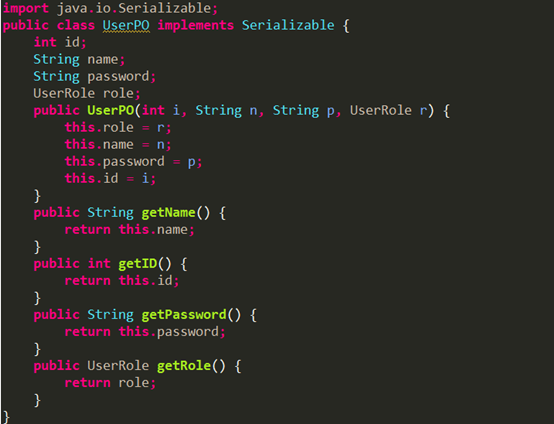 import java.io.Serializable;
public class UserPO implements Serializable {
    int id;
    String name;
    String password;
    UserRole role;
    public UserPO(int i, String n, String p, UserRole r) {
        this.role = r;
        this.name = n;
        this.password = p;
        this.id = i;
    }
    public String getName() {
        return this.name;
    }
    public int getID() {
        return this.id;
    }
    public String getPassword() {
        return this.password;
    }
    public UserRole getRole() {
        return role;
    }
}